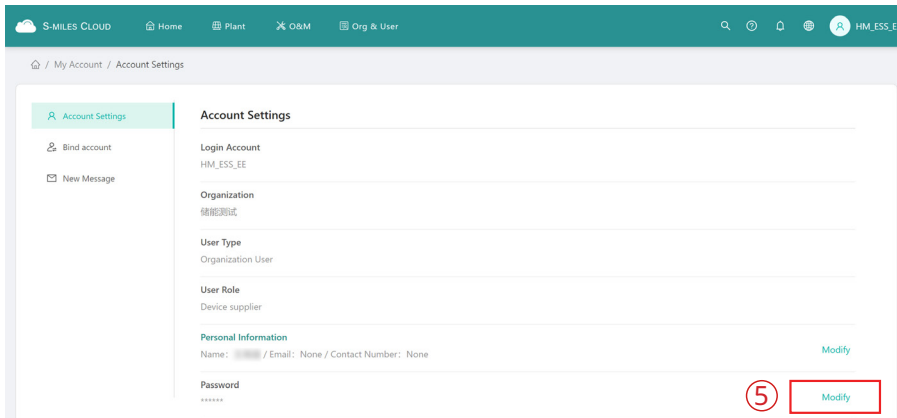 S-MILES CLOUD Home Plant O&M Org & User HM_ESS_E
/ My Account / Account Settings
Account Settings
Bind account
New Message
Account Settings
Login Account
HM_ESS_EE
Organization
储能测试
User Type
Organization User
User Role
Device supplier
Personal Information
Name: / Email: None / Contact Number: None
Modify
Password
******
⑤ Modify